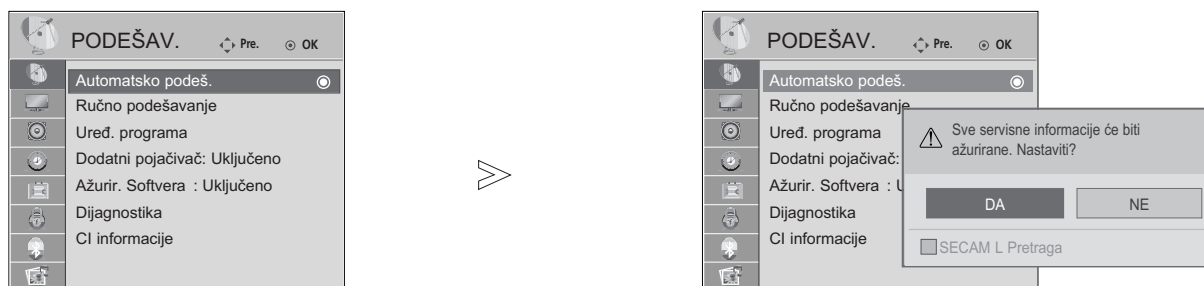 PODEŠAV. Pre. OK
Automatsko podeš.
Ručno podešavanje
Uređ. programa
Dodatni pojačivač: Uključeno
Ažurir. Softvera : Uključeno
Dijagnostika
CI informacije
PODEŠAV. Pre. OK
Automatsko podeš.
Ručno podešavanje
Uređ. programa
Dodatni pojačivač:
Ažurir. Softvera : U
Dijagnostika
CI informacije
Sve servisne informacije će biti
ažurirane. Nastaviti?
DA NE
SECAM L Pretraga